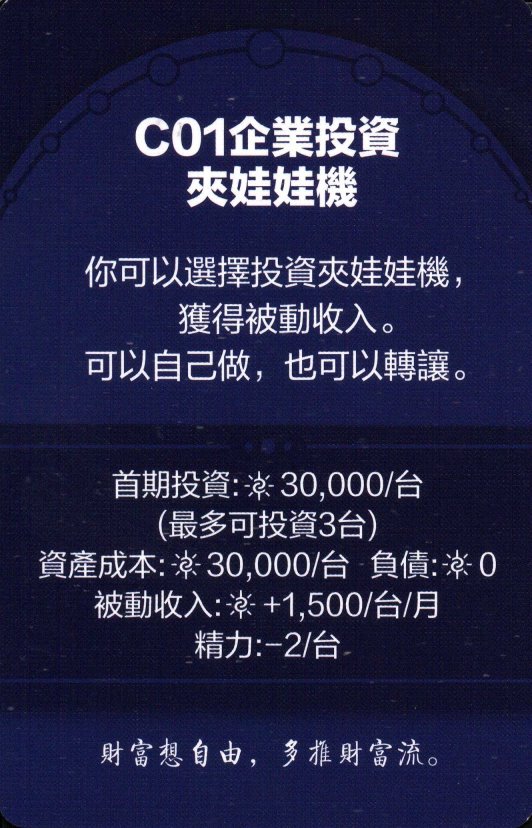 C01企業投資
夾娃娃機
你可以選擇投資夾娃娃機，
獲得被動收入。
可以自己做，也可以轉讓。
首期投資:30,000/台
(最多可投資3台)
資產成本:30,000/台 負債:0
被動收入:+1,500/台/月
精力:-2/台
財富想自由，多推財富流。